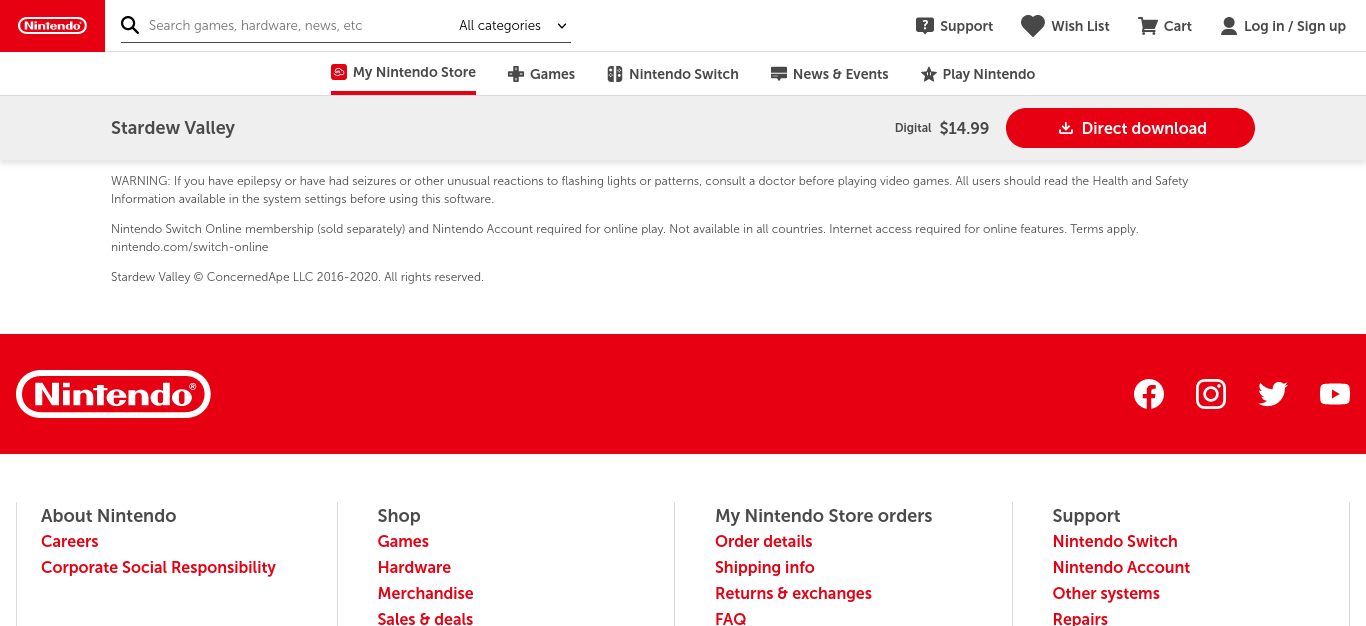 Nintendo
Search games, hardware, news, etc
All categories
Support
Wish List
Cart
Log in / Sign up
My Nintendo Store
Games
Nintendo Switch
News & Events
Play Nintendo
Stardew Valley
Digital $14.99
Direct download
WARNING: If you have epilepsy or have had seizures or other unusual reactions to flashing lights or patterns, consult a doctor before playing video games. All users should read the Health and Safety
Information available in the system settings before using this software.
Nintendo Switch Online membership (sold separately) and Nintendo Account required for online play. Not available in all countries. Internet access required for online features. Terms apply.
nintendo.com/switch-online
Stardew Valley © ConcernedApe LLC 2016-2020. All rights reserved.
Nintendo®
About Nintendo
Careers
Corporate Social Responsibility
Shop
Games
Hardware
Merchandise
Sales & deals
My Nintendo Store orders
Order details
Shipping info
Returns & exchanges
FAQ
Support
Nintendo Switch
Nintendo Account
Other systems
Repairs